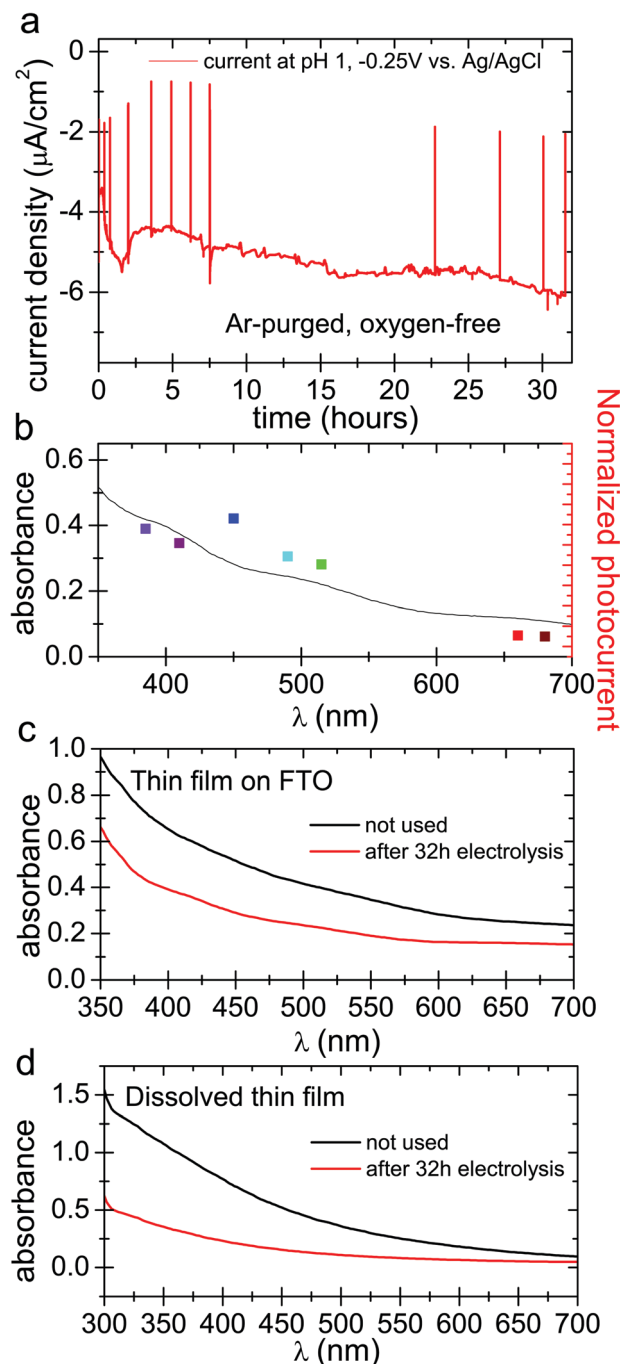 a
0
-2
-4
-6
current density (μA/cm²)
current at pH 1, -0.25V vs. Ag/AgCl
Ar-purged, oxygen-free
0 5 10 15 20 25 30
time (hours)
b
0.6
0.4
0.2
0.0
absorbance
Normalized photocurrent
400 500 600 700
λ (nm)
c
1.0
0.8
0.6
0.4
0.2
0.0
absorbance
Thin film on FTO
not used
after 32h electrolysis
350 400 450 500 550 600 650 700
λ (nm)
d
1.5
1.0
0.5
0.0
absorbance
Dissolved thin film
not used
after 32h electrolysis
300 350 400 450 500 550 600 650 700
λ (nm)